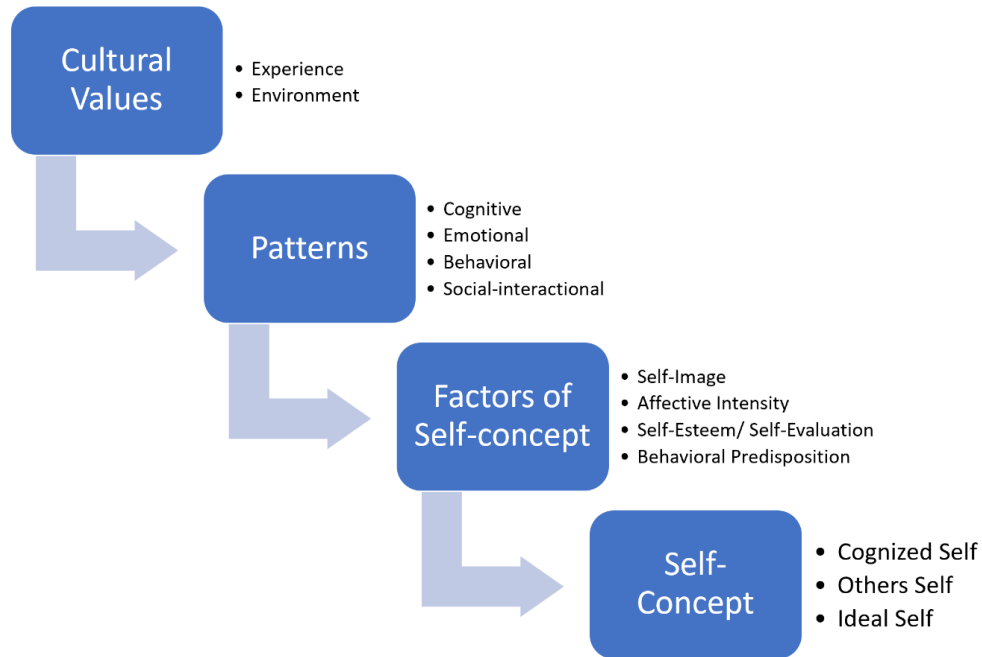 Cultural
Values
• Experience
• Environment
Patterns
• Cognitive
• Emotional
• Behavioral
• Social-interactional
Factors of
Self-concept
• Self-Image
• Affective Intensity
• Self-Esteem/ Self-Evaluation
• Behavioral Predisposition
Self-
Concept
• Cognized Self
• Others Self
• Ideal Self